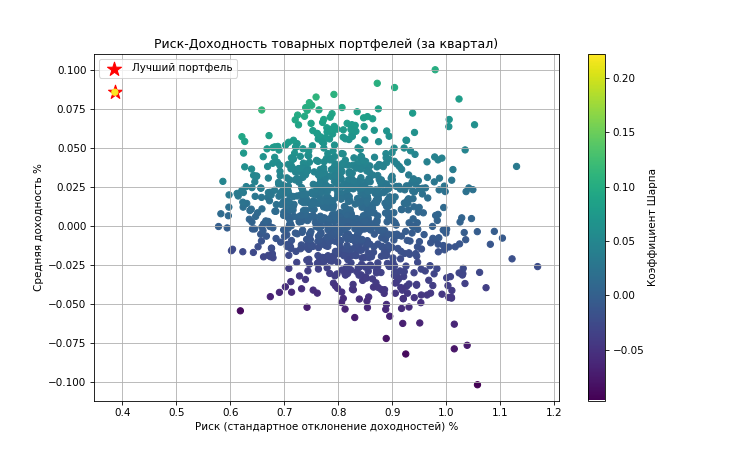 Риск-Доходность товарных портфелей (за квартал)
Лучший портфель
0.100
0.075
0.050
0.025
0.000
−0.025
−0.050
−0.075
−0.100
Средняя доходность %
0.4 0.5 0.6 0.7 0.8 0.9 1.0 1.1 1.2
Риск (стандартное отклонение доходностей) %
0.20
0.15
0.10
0.05
0.00
−0.05
Коэффициент Шарпа